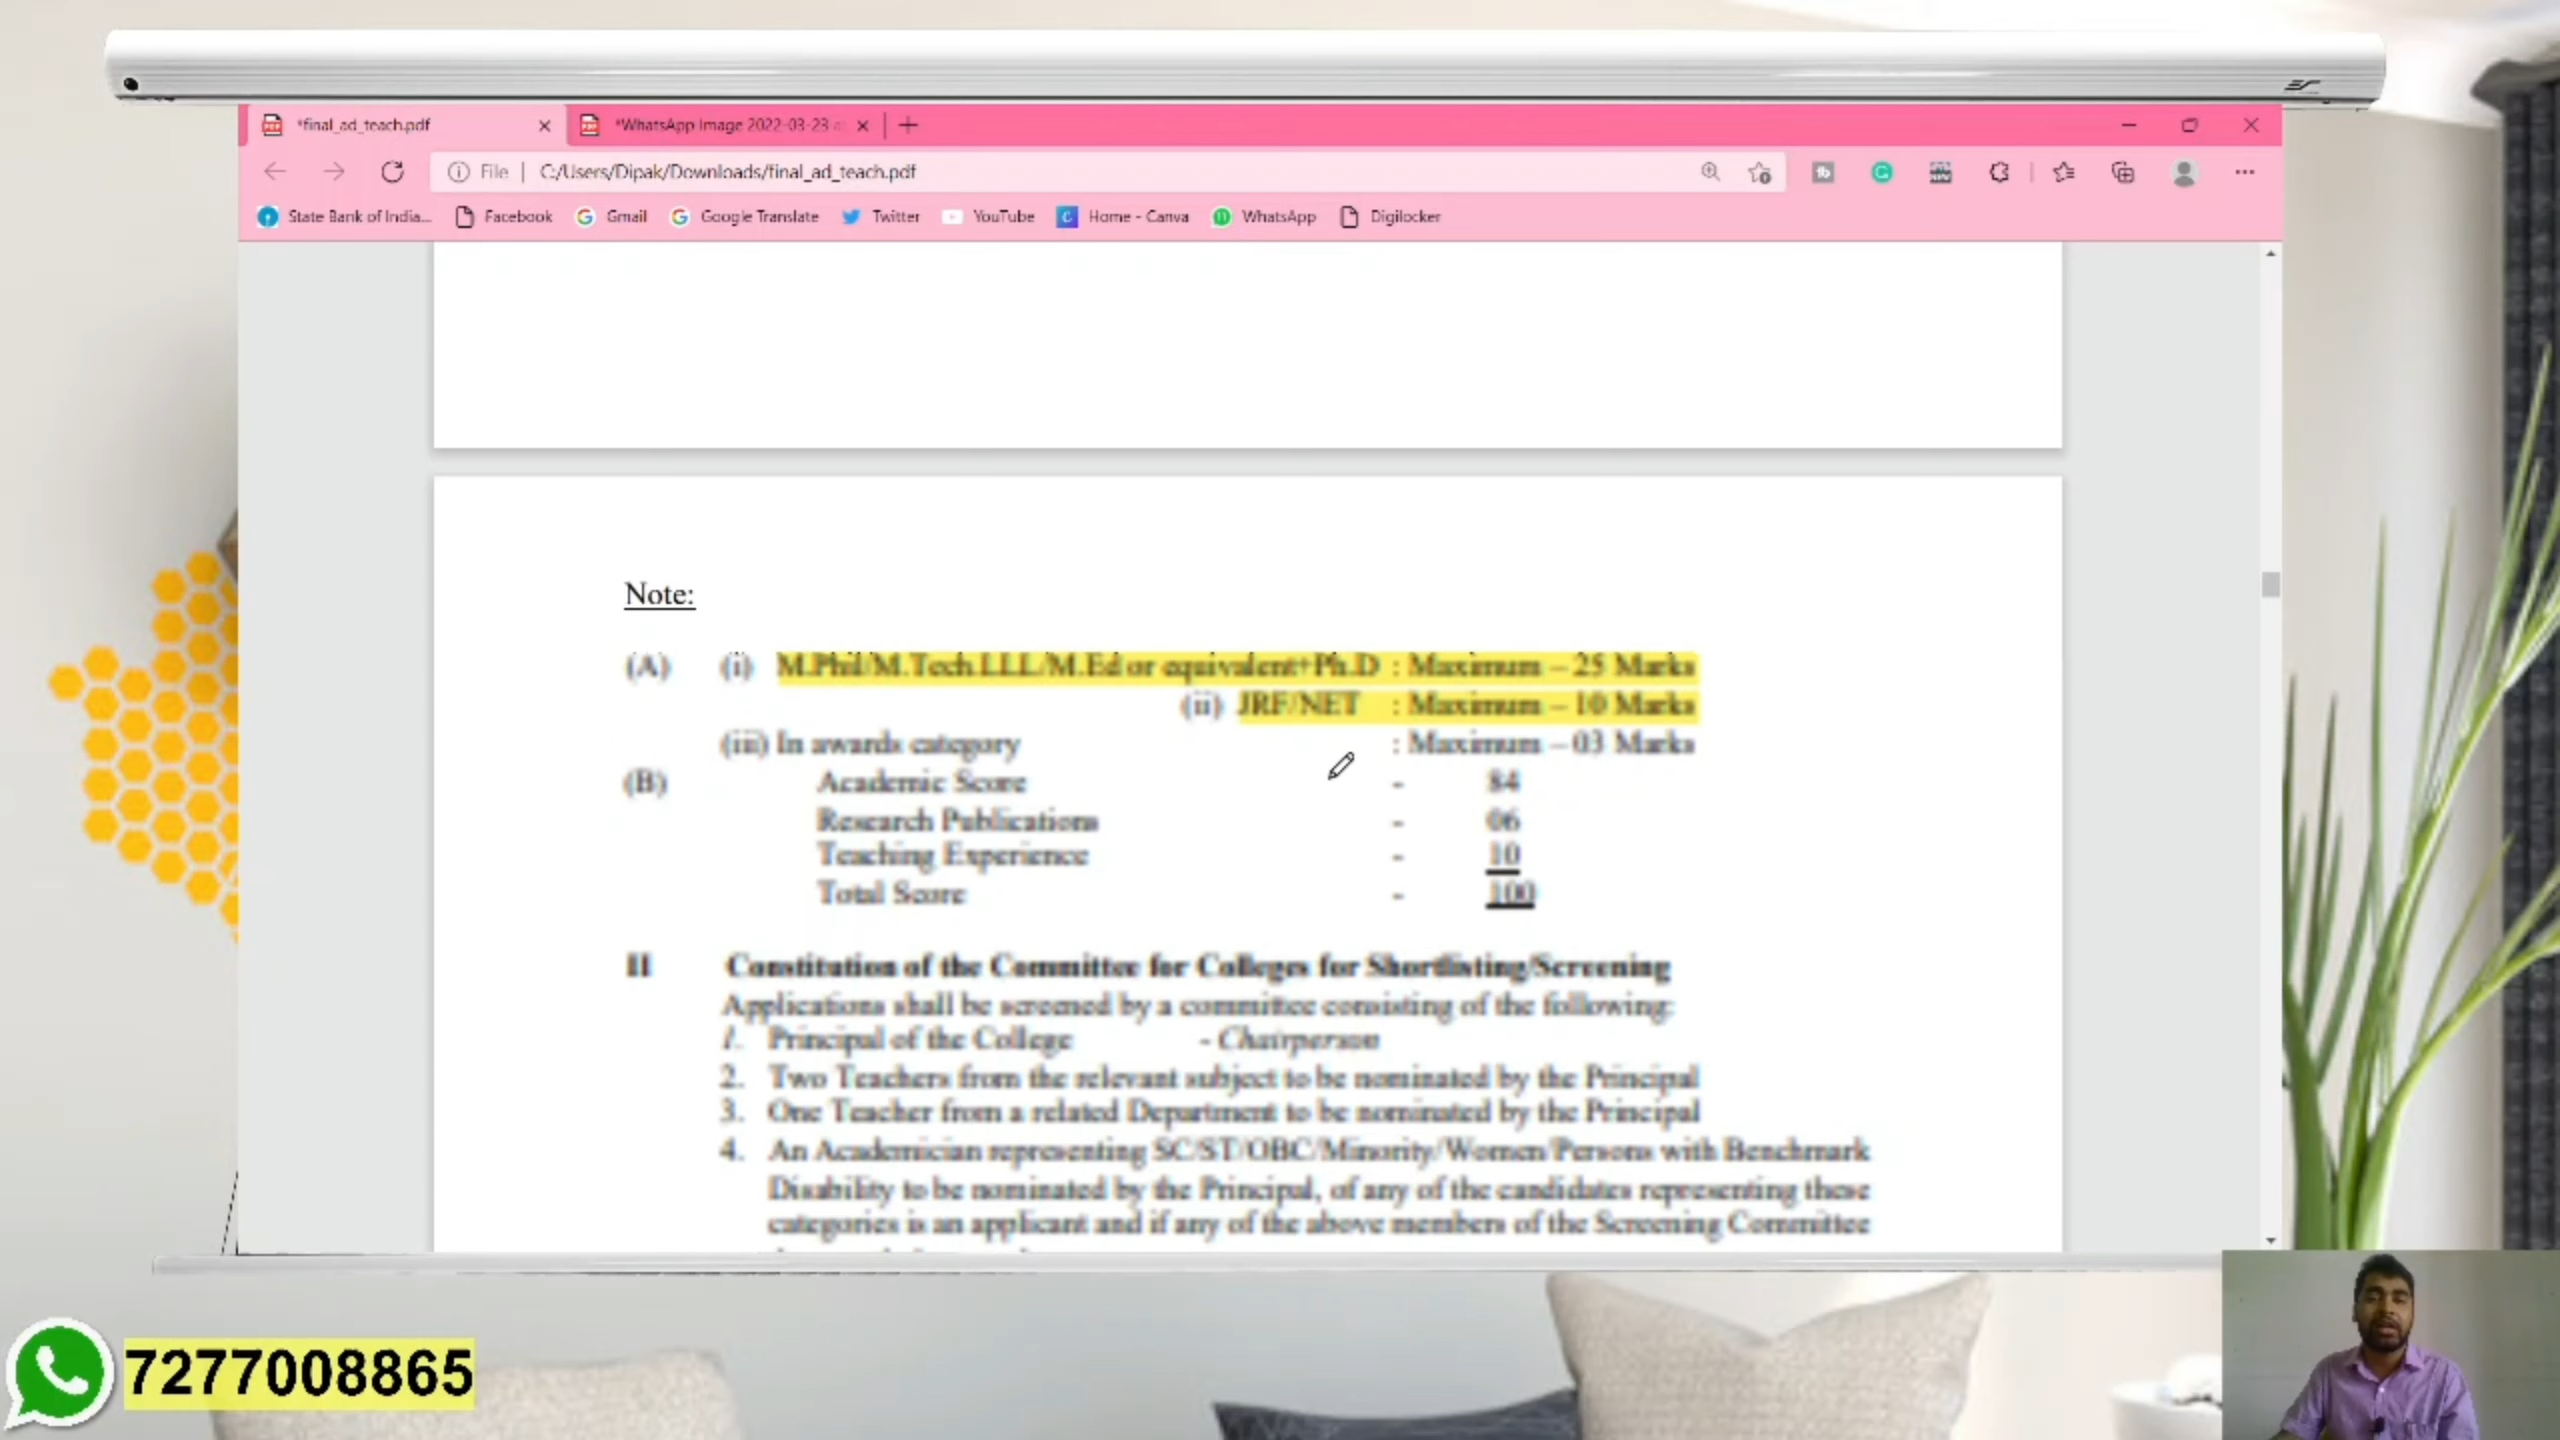 *final_ad_teach.pdf
*WhatsApp Image 2022-03-23
File
C:/Users/Dipak/Downloads/final_ad_teach.pdf
State Bank of India... Facebook Gmail Google Translate Twitter YouTube Home - Canva WhatsApp Digilocker
Note:
(A) (i) M.Phil/M.Tech.LLL/M.Ed or equivalent+Ph.D : Maximum – 25 Marks
(ii) JRF/NET : Maximum – 10 Marks
(iii) In awards category : Maximum – 03 Marks
(B) Academic Score - 84
Research Publications - 06
Teaching Experience - 10
Total Score - 100
II Constitution of the Committee for Colleges for Shortlisting/Screening
Applications shall be screened by a committee consisting of the following:
1. Principal of the College - Chairperson
2. Two Teachers from the relevant subject to be nominated by the Principal
3. One Teacher from a related Department to be nominated by the Principal
4. An Academician representing SC/ST/OBC/Minority/Women/Persons with Benchmark
Disability to be nominated by the Principal, of any of the candidates representing these
categories is an applicant and if any of the above members of the Screening Committee
7277008865